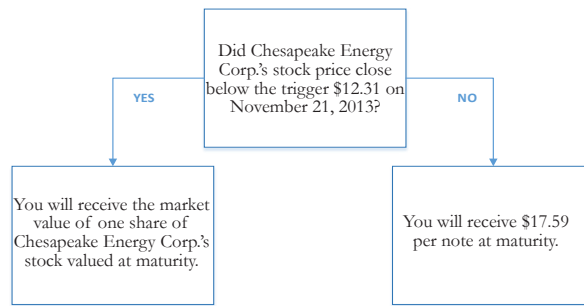 Did Chesapeake Energy
Corp.'s stock price close
below the trigger $12.31 on
November 21, 2013?
YES
NO
You will receive the market
value of one share of
Chesapeake Energy Corp.'s
stock valued at maturity.
You will receive $17.59
per note at maturity.